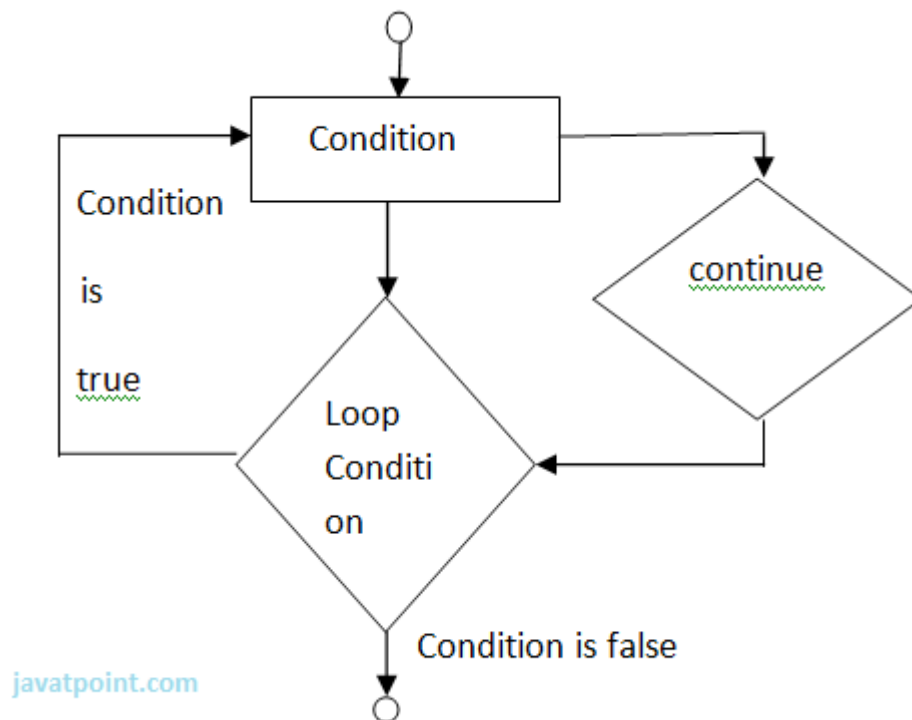 Condition
Condition
is
true
continue
Loop
Conditi
on
Condition is false
javatpoint.com